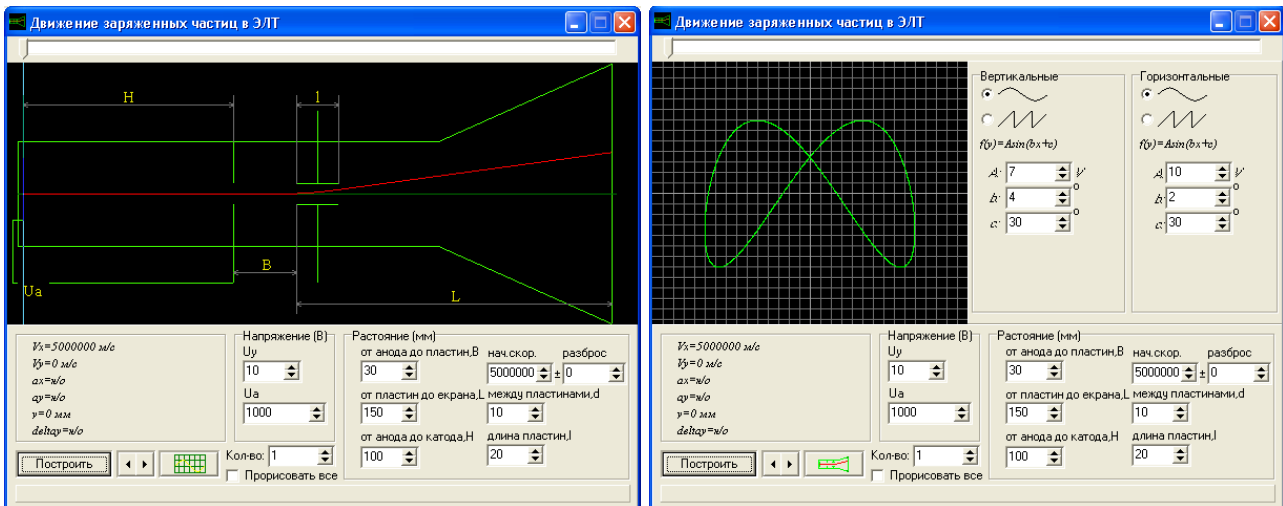 Движение заряженных частиц в ЭЛТ
H
l
B
L
Ua
Vx=5000000 м/с
Vy=0 м/с
ax=н/о
ay=н/о
y=0 мм
deltay=н/о
Напряжение (В)
Uy
10
Ua
1000
Растояние (мм)
от анода до пластин,В
30
нач.скор.
5000000
±
разброс
0
от пластин до екрана,L
150
между пластинами,d
10
от анода до катода,Н
100
длина пластин,l
20
Построить
Кол-во: 1
Прорисовать все
Движение заряженных частиц в ЭЛТ
Вертикальные
f(y)=Asin(bx+c)
A: 7 V
b: 4 °
c: 30 °
Горизонтальные
f(y)=Asin(bx+c)
A: 10 V
b: 2 °
c: 30 °
Vx=5000000 м/с
Vy=0 м/с
ax=н/о
ay=н/о
y=0 мм
deltay=н/о
Напряжение (В)
Uy
10
Ua
1000
Растояние (мм)
от анода до пластин,В
30
нач.скор.
5000000
±
разброс
0
от пластин до екрана,L
150
между пластинами,d
10
от анода до катода,Н
100
длина пластин,l
20
Построить
Кол-во: 1
Прорисовать все